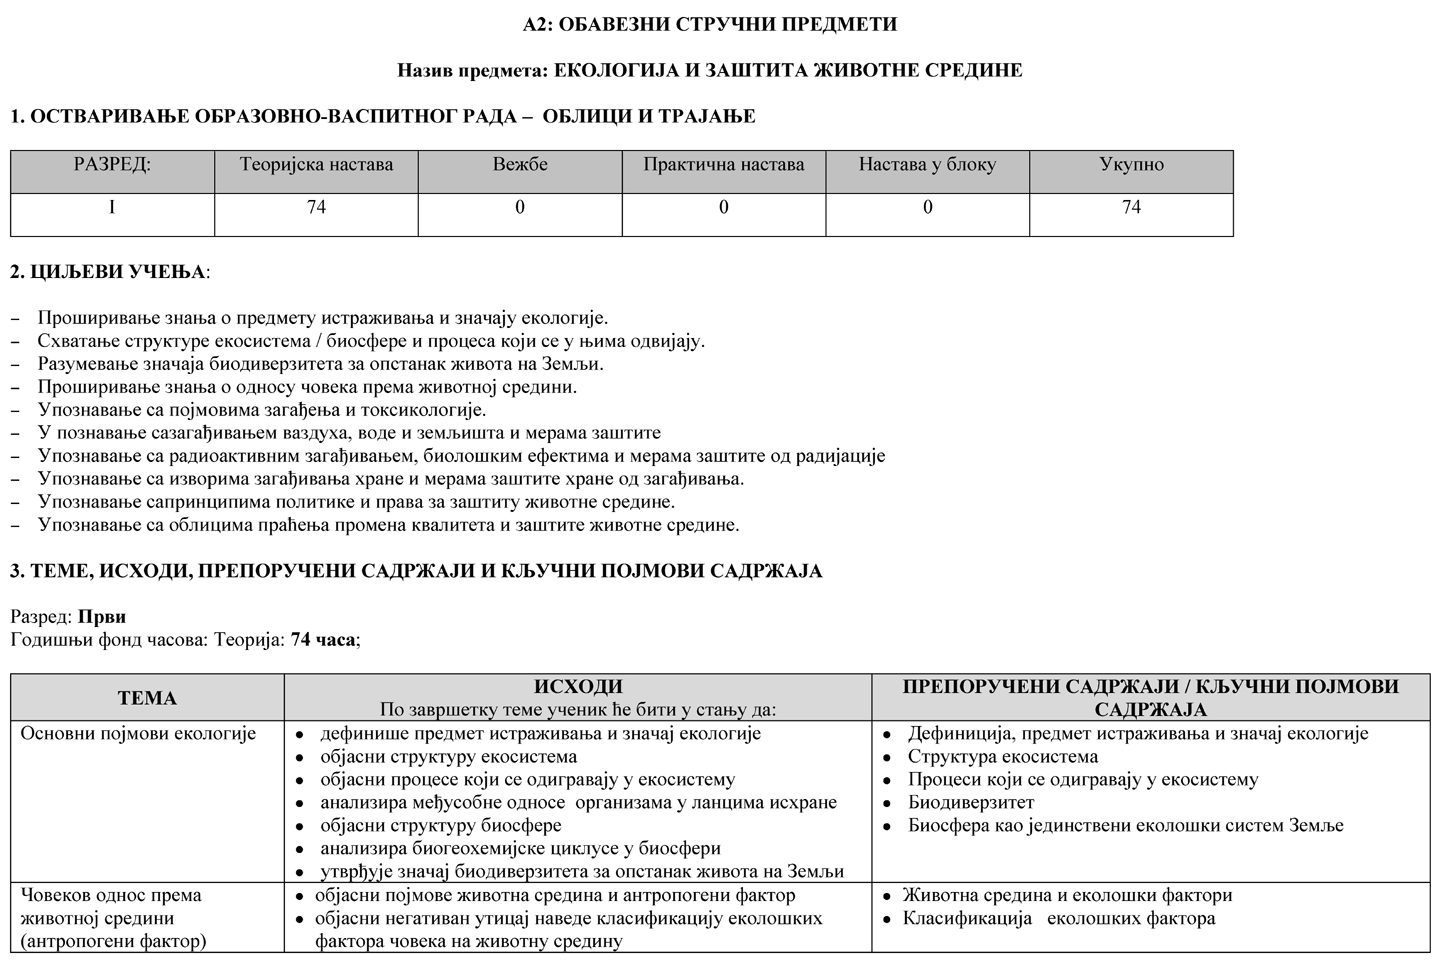 А2: ОБАВЕЗНИ СТРУЧНИ ПРЕДМЕТИ
Назив предмета: ЕКОЛОГИЈА И ЗАШТИТА ЖИВОТНЕ СРЕДИНЕ
1. ОСТВАРИВАЊЕ ОБРАЗОВНО-ВАСПИТНОГ РАДА – ОБЛИЦИ И ТРАЈАЊЕ
РАЗРЕД: Теоријска настава Вежбе Практична настава Настава у блоку Укупно
I 74 0 0 0 74
2. ЦИЉЕВИ УЧЕЊА:
– Проширивање знања о предмету истраживања и значају екологије.
– Схватање структуре екосистема / биосфере и процеса који се у њима одвијају.
– Разумевање значаја биодиверзитета за опстанак живота на Земљи.
– Проширивање знања о односу човека према животној средини.
– Упознавање са појмовима загађења и токсикологије.
– У познавање сазагађивањем ваздуха, воде и земљишта и мерама заштите
– Упознавање са радиоактивним загађивањем, биолошким ефектима и мерама заштите од радијације
– Упознавање са изворима загађивања хране и мерама заштите хране од загађивања.
– Упознавање сапринципима политике и права за заштиту животне средине.
– Упознавање са облицима праћења промена квалитета и заштите животне средине.
3. ТЕМЕ, ИСХОДИ, ПРЕПОРУЧЕНИ САДРЖАЈИ И КЉУЧНИ ПОЈМОВИ САДРЖАЈА
Разред: Први
Годишњи фонд часова: Теорија: 74 часа;
ТЕМА
ИСХОДИ
По завршетку теме ученик ће бити у стању да:
ПРЕПОРУЧЕНИ САДРЖАЈИ / КЉУЧНИ ПОЈМОВИ
САДРЖАЈА
Основни појмови екологије
• дефинише предмет истраживања и значај екологије
• објасни структуру екосистема
• објасни процесе који се одигравају у екосистему
• анализира међусобне односе организама у ланцима исхране
• објасни структуру биосфере
• анализира биогеохемијске циклусе у биосфери
• утврђује значај биодиверзитета за опстанак живота на Земљи
• Дефиниција, предмет истраживања и значај екологије
• Структура екосистема
• Процеси који се одигравају у екосистему
• Биодиверзитет
• Биосфера као јединствени еколошки систем Земље
Човеков однос према
животној средини
(антропогени фактор)
• објасни појмове животна средина и антропогени фактор
• објасни негативан утицај наведе класификацију еколошких
фактора човека на животну средину
• Животна средина и еколошки фактори
• Класификација еколошких фактора